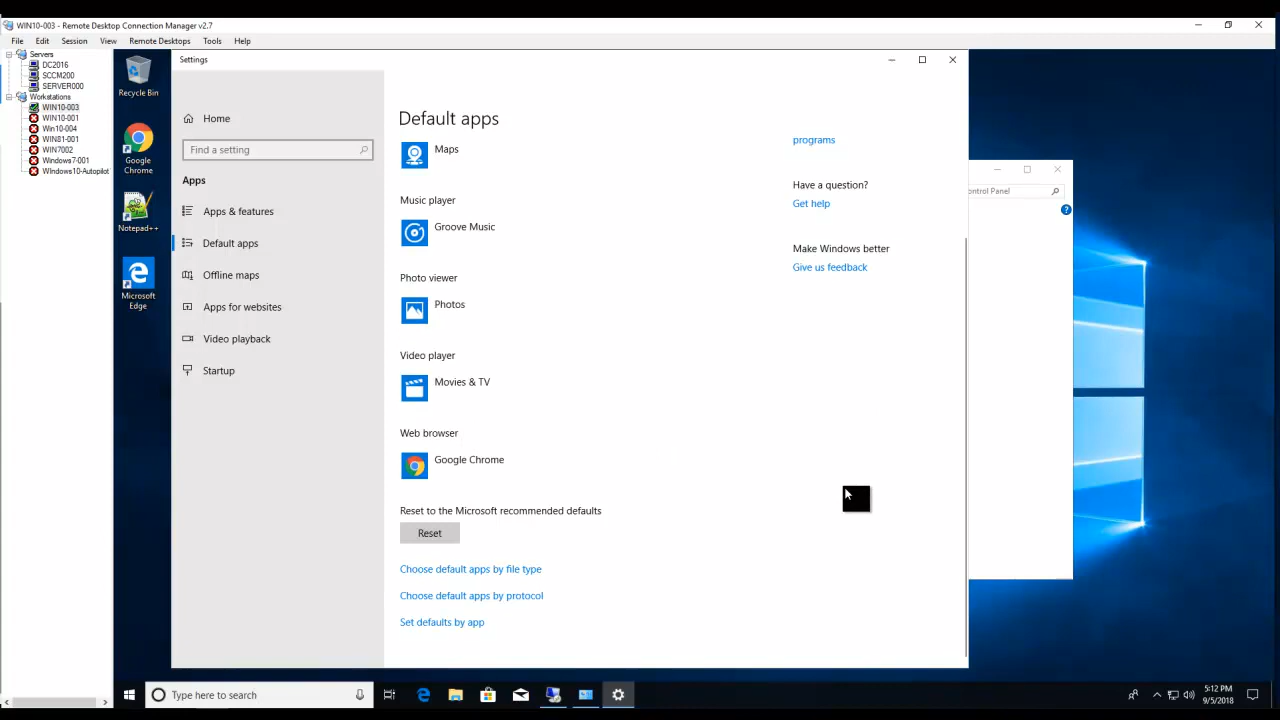 WIN10-003 - Remote Desktop Connection Manager v2.7
File Edit Session View Remote Desktops Tools Help
Servers
DC2016
SCCM200
SERVER000
Workstations
WIN10-003
WIN10-001
Win10-004
WIN81-001
WIN7002
Windows7-001
WIndows10-Autopilot
Recycle Bin
Google
Chrome
Notepad++
Microsoft
Edge
Settings
Home
Find a setting
Apps
Apps & features
Default apps
Offline maps
Apps for websites
Video playback
Startup
Default apps
Maps
Music player
Groove Music
Photo viewer
Photos
Video player
Movies & TV
Web browser
Google Chrome
Reset to the Microsoft recommended defaults
Reset
Choose default apps by file type
Choose default apps by protocol
Set defaults by app
programs
Have a question?
Get help
Make Windows better
Give us feedback
Control Panel
Type here to search
5:12 PM
9/5/2018